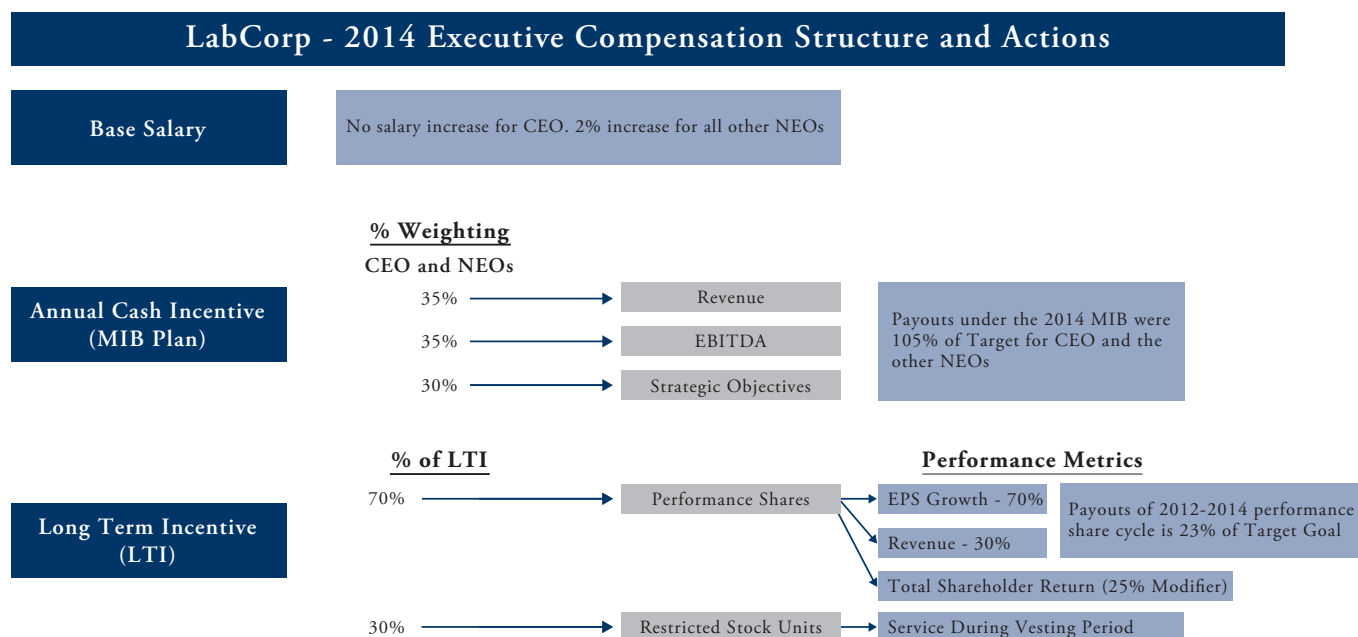 LabCorp - 2014 Executive Compensation Structure and Actions
Base Salary
No salary increase for CEO. 2% increase for all other NEOs
% Weighting
CEO and NEOs
Annual Cash Incentive
(MIB Plan)
35%
Revenue
35%
EBITDA
30%
Strategic Objectives
Payouts under the 2014 MIB were
105% of Target for CEO and the
other NEOs
% of LTI
Performance Metrics
Long Term Incentive
(LTI)
70%
Performance Shares
EPS Growth - 70%
Revenue - 30%
Total Shareholder Return (25% Modifier)
Payouts of 2012-2014 performance
share cycle is 23% of Target Goal
30%
Restricted Stock Units
Service During Vesting Period